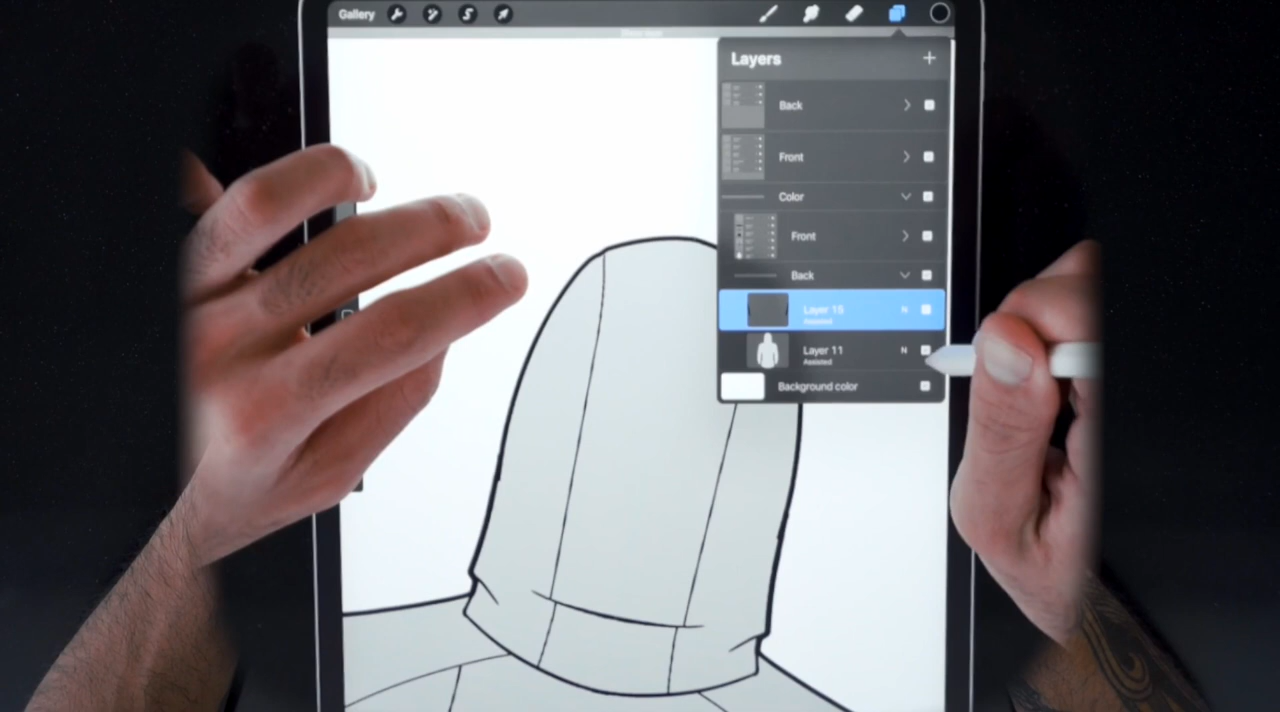 Gallery
Layers
Back
Front
Color
Front
Back
Layer 15 N
Assisted
Layer 11 N
Assisted
Background color